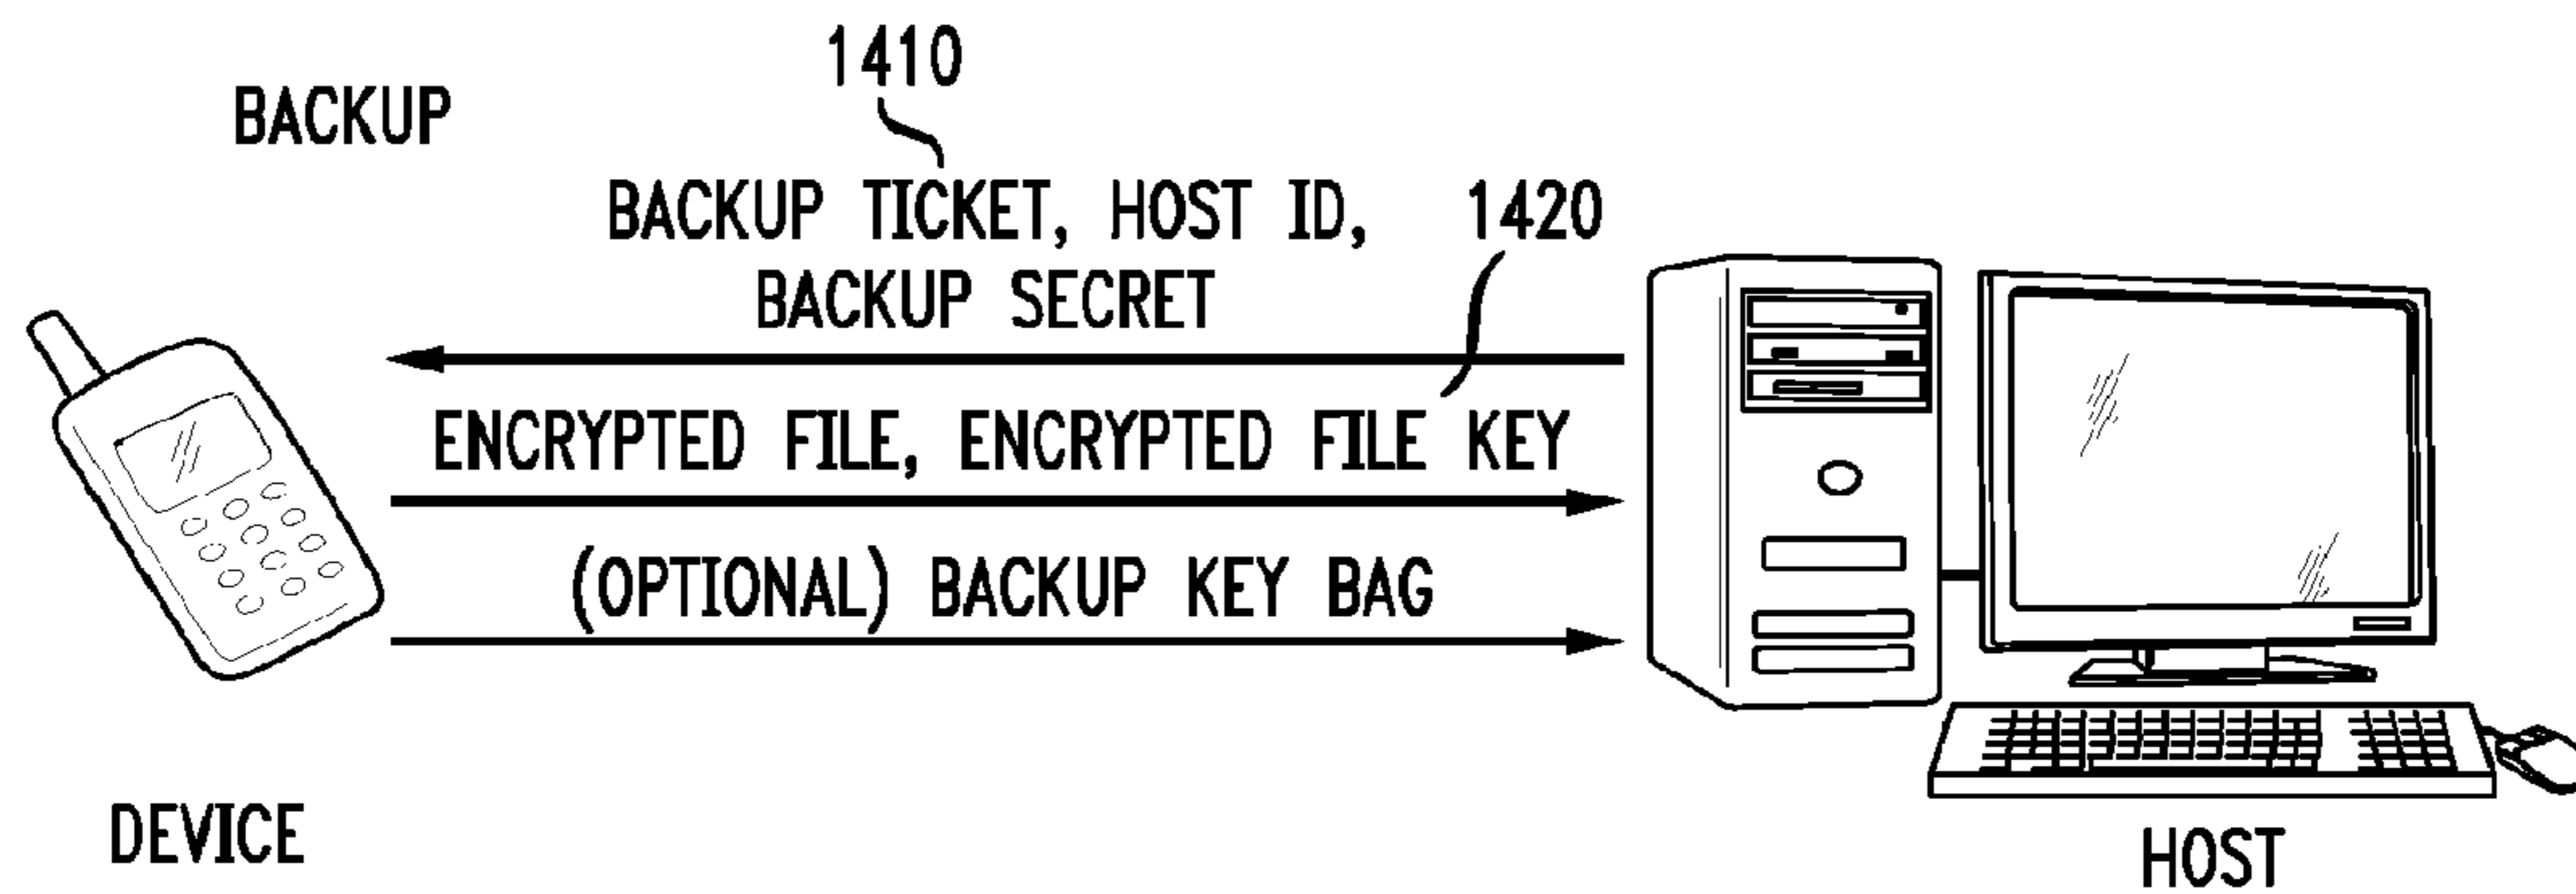 1410
BACKUP
BACKUP TICKET, HOST ID,
1420
BACKUP SECRET
ENCRYPTED FILE, ENCRYPTED FILE KEY
(OPTIONAL) BACKUP KEY BAG
DEVICE
HOST